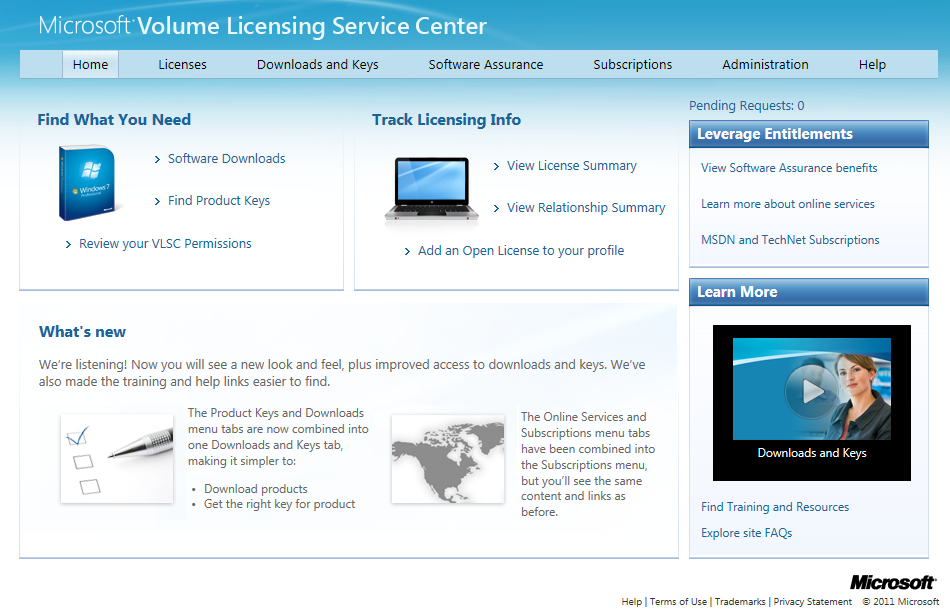 Microsoft® Volume Licensing Service Center
Home Licenses Downloads and Keys Software Assurance Subscriptions Administration Help
Find What You Need
Windows 7
Professional
Software Downloads
Find Product Keys
Review your VLSC Permissions
Track Licensing Info
View License Summary
View Relationship Summary
Add an Open License to your profile
Pending Requests: 0
Leverage Entitlements
View Software Assurance benefits
Learn more about online services
MSDN and TechNet Subscriptions
What's new
We're listening! Now you will see a new look and feel, plus improved access to downloads and keys. We've
also made the training and help links easier to find.
The Product Keys and Downloads
menu tabs are now combined into
one Downloads and Keys tab,
making it simpler to:
• Download products
• Get the right key for product
The Online Services and
Subscriptions menu tabs
have been combined into
the Subscriptions menu,
but you'll see the same
content and links as
before.
Learn More
Downloads and Keys
Find Training and Resources
Explore site FAQs
Microsoft®
Help | Terms of Use | Trademarks | Privacy Statement © 2011 Microsoft